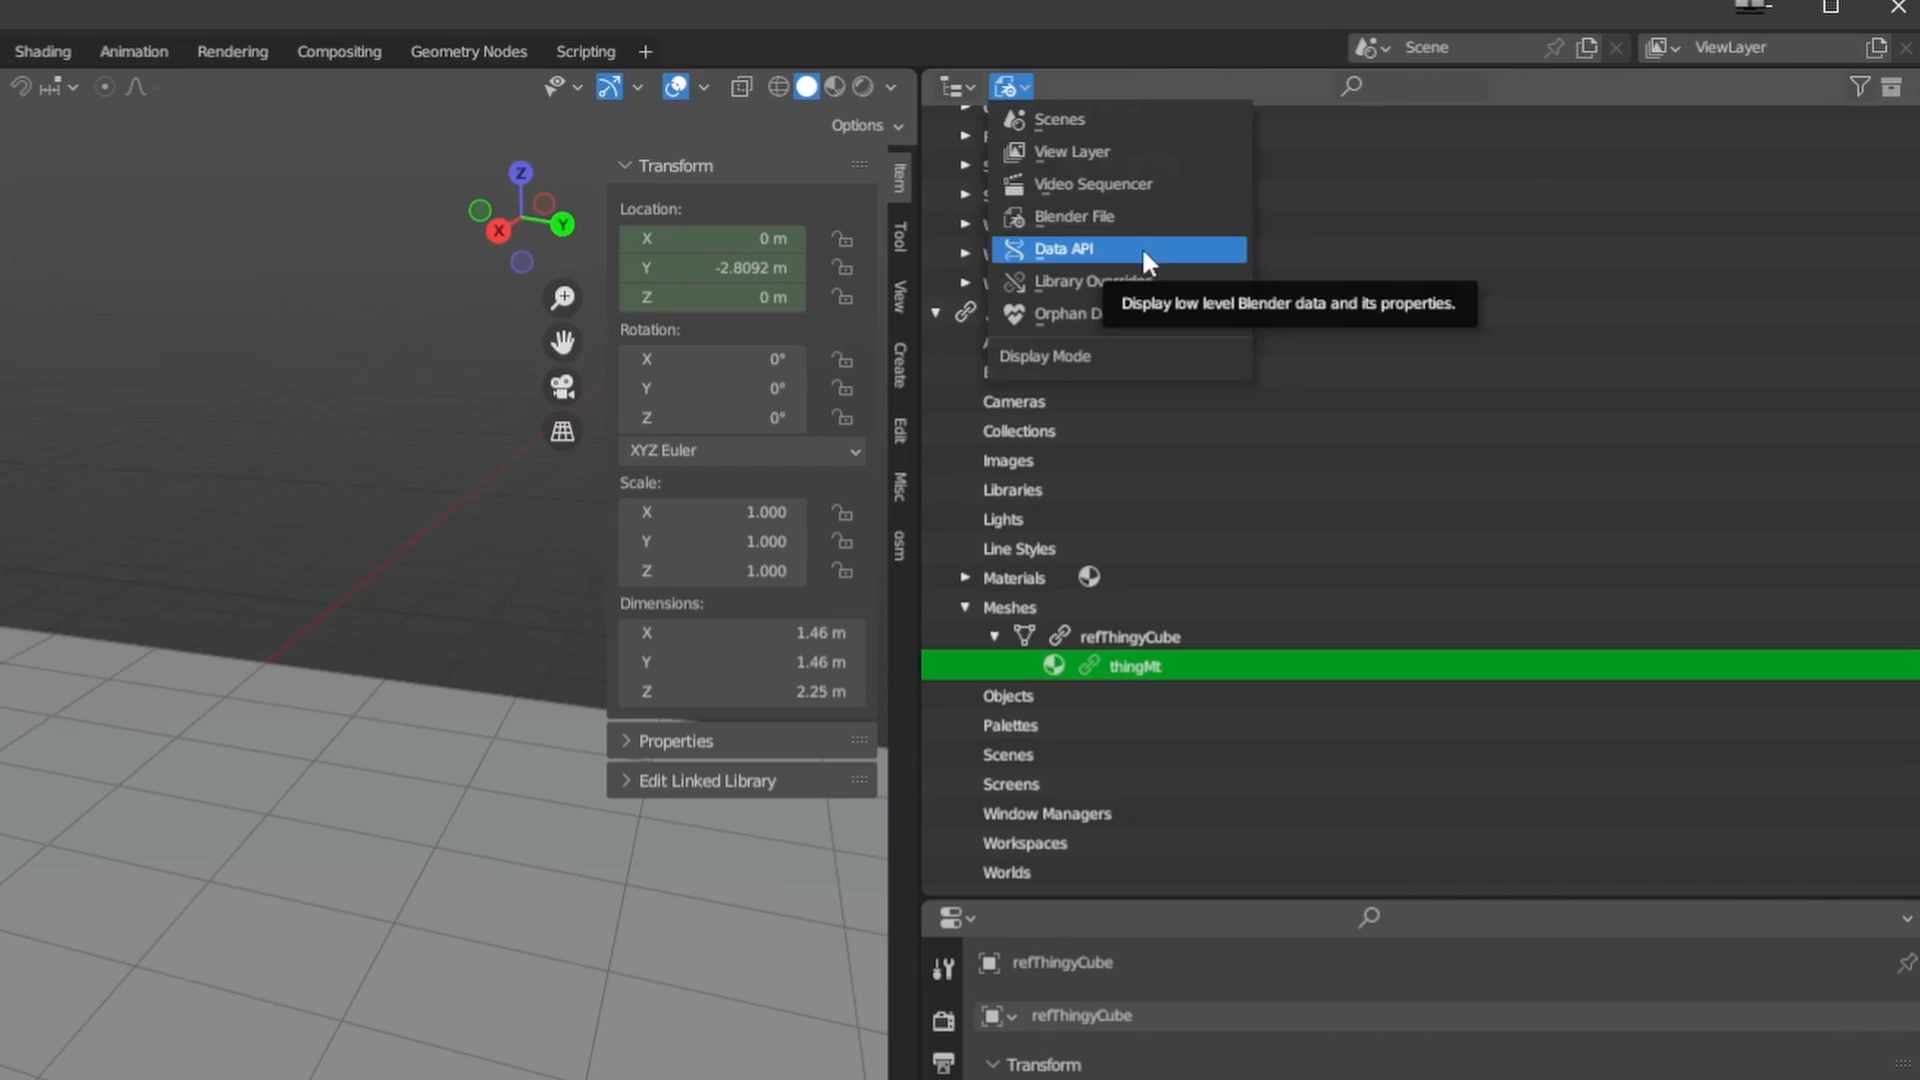 Shading Animation Rendering Compositing Geometry Nodes Scripting +
Scene
ViewLayer
Options
Transform
Location:
X 0 m
Y -2.8092 m
Z 0 m
Rotation:
X 0°
Y 0°
Z 0°
XYZ Euler
Scale:
X 1.000
Y 1.000
Z 1.000
Dimensions:
X 1.46 m
Y 1.46 m
Z 2.25 m
Properties
Edit Linked Library
Item
Tool
View
Create
Edit
Misc
osm
Z
X
Y
Scenes
View Layer
Video Sequencer
Blender File
Data API
Library Overrides
Orphan D
Display low level Blender data and its properties.
Display Mode
Cameras
Collections
Images
Libraries
Lights
Line Styles
Materials
Meshes
refThingyCube
thingMt
Objects
Palettes
Scenes
Screens
Window Managers
Workspaces
Worlds
refThingyCube
refThingyCube
Transform